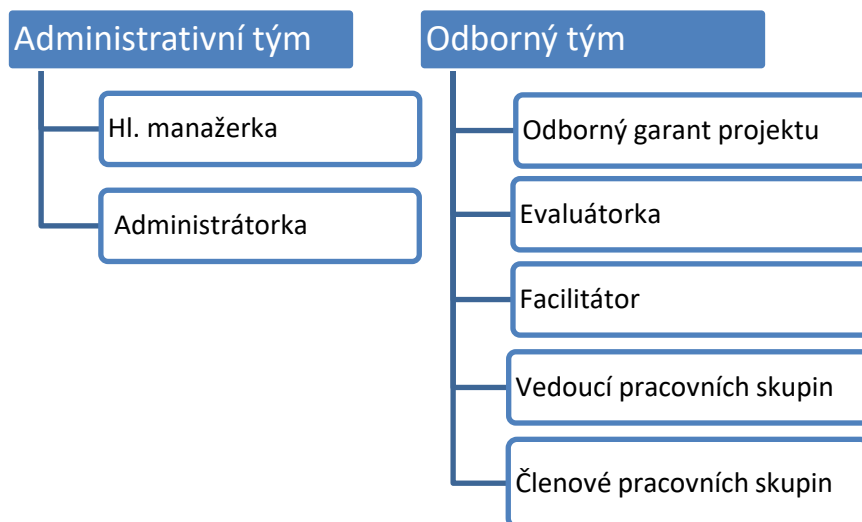 Administrativní tým
Hl. manažerka
Administrátorka
Odborný tým
Odborný garant projektu
Evaluátorka
Facilitátor
Vedoucí pracovních skupin
Členové pracovních skupin